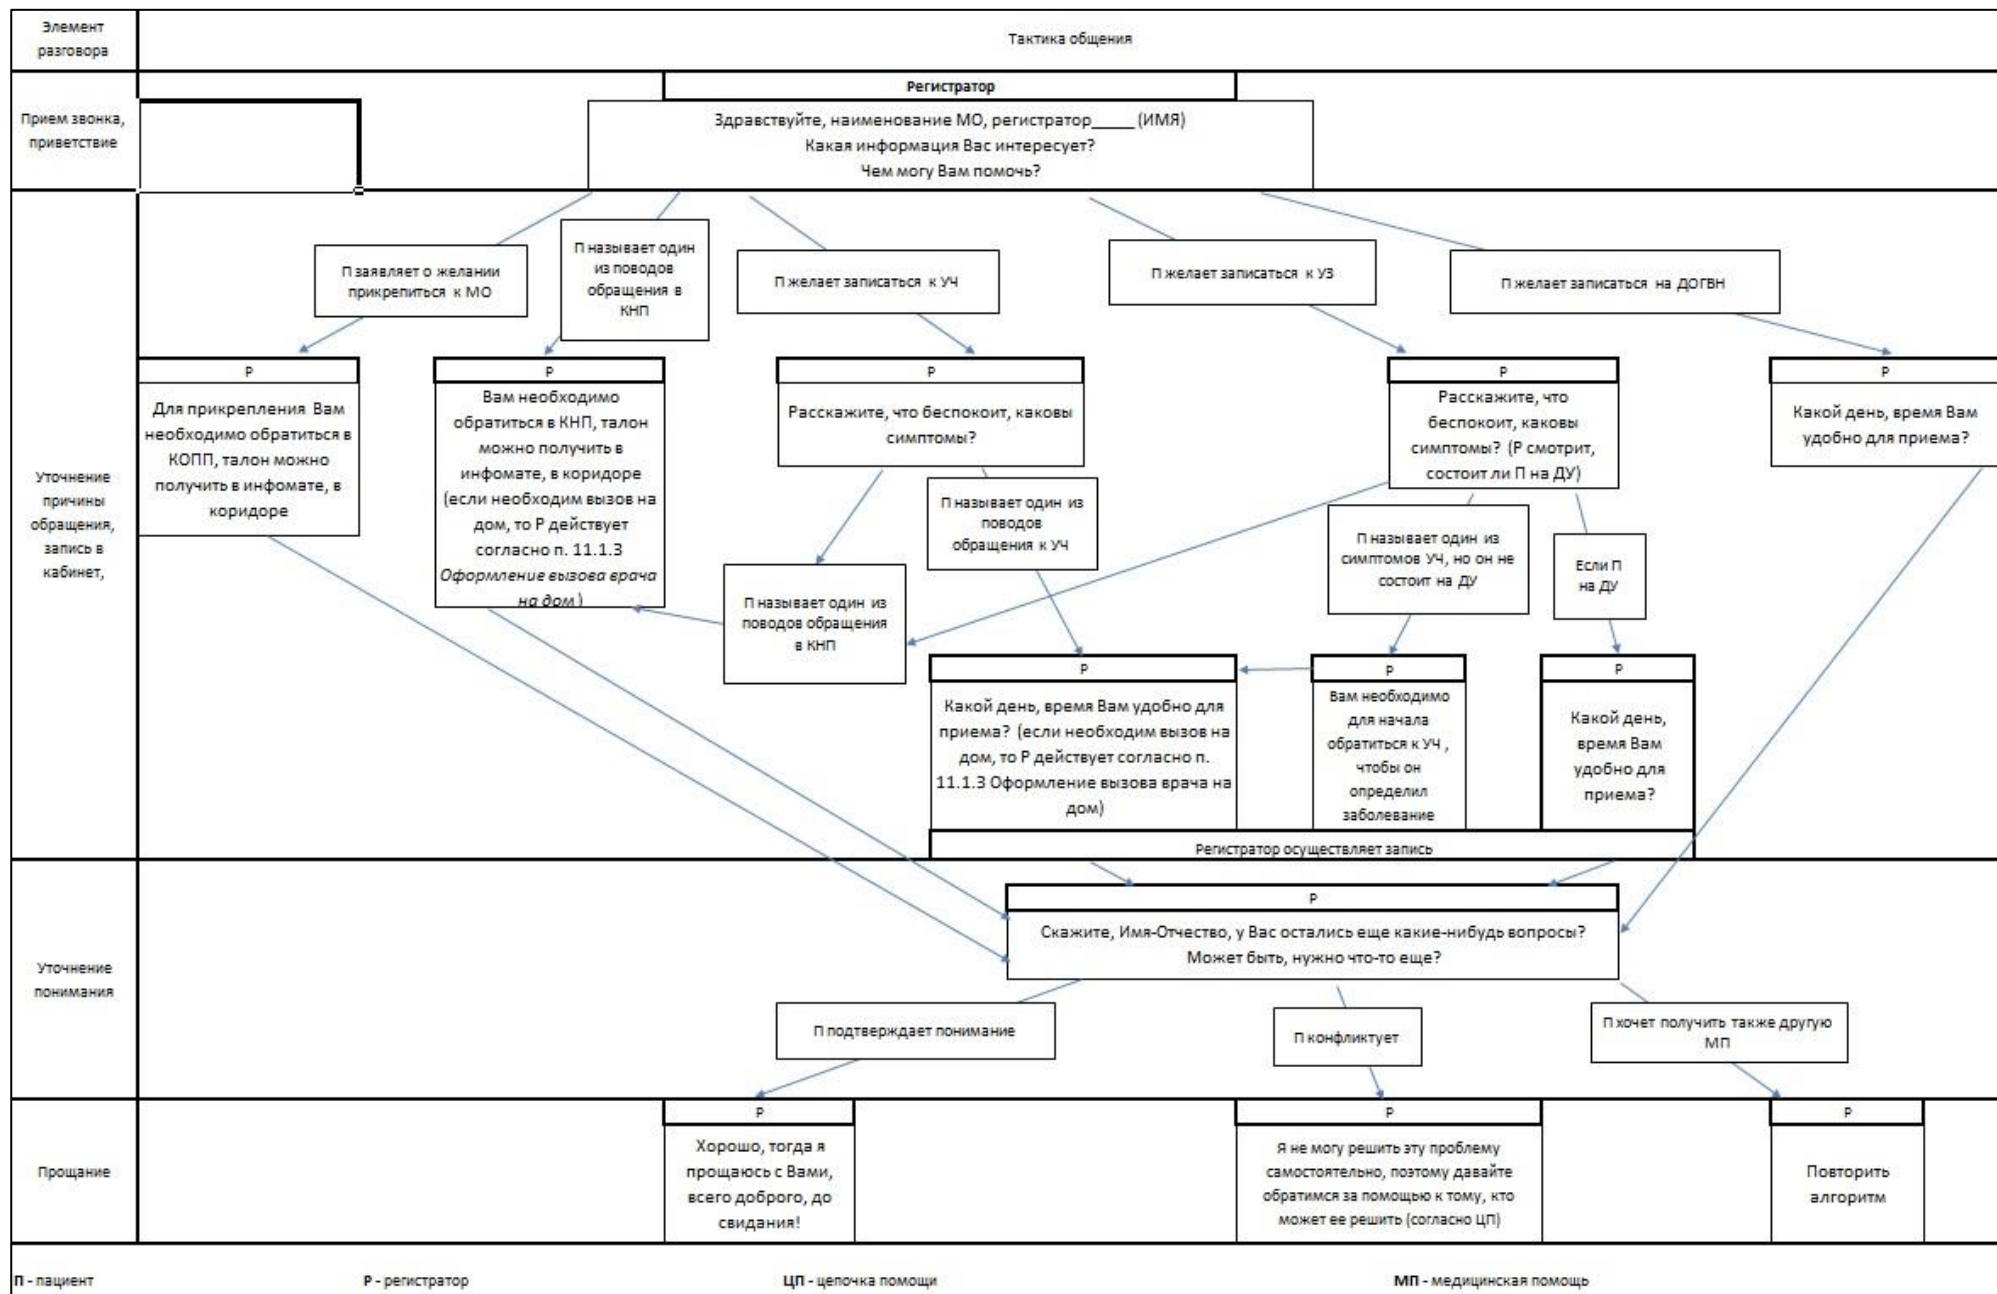 Элемент
разговора
Тактика общения
Прием звонка,
приветствие
Регистратор
Здравствуйте, наименование МО, регистратор_____ (ИМЯ)
Какая информация Вас интересует?
Чем могу Вам помочь?
Уточнение
причины
обращения,
запись в
кабинет,
П заявляет о желании
прикрепиться к МО
П называет один
из поводов
обращения в
КНП
П желает записаться к УЧ
П желает записаться к УЗ
П желает записаться на ДОГВН
Р
Для прикрепления Вам
необходимо обратиться в
КОПП, талон можно
получить в инфомате, в
коридоре
Р
Вам необходимо
обратиться в КНП, талон
можно получить в
инфомате, в коридоре
(если необходим вызов на
дом, то Р действует
согласно п. 11.1.3
Оформление вызова врача
на дом )
Р
Расскажите, что беспокоит, каковы
симптомы?
Р
Расскажите, что
беспокоит, каковы
симптомы? (Р смотрит,
состоит ли П на ДУ)
Р
Какой день, время Вам
удобно для приема?
П называет один из
поводов
обращения к УЧ
П называет один из
поводов обращения
в КНП
П называет один из
симптомов УЧ, но он не
состоит на ДУ
Если П
на ДУ
Р
Какой день, время Вам удобно для
приема? (если необходим вызов на
дом, то Р действует согласно п.
11.1.3 Оформление вызова врача на
дом)
Р
Вам необходимо
для начала
обратиться к УЧ ,
чтобы он
определил
заболевание
Р
Какой день,
время Вам
удобно для
приема?
Регистратор осуществляет запись
Уточнение
понимания
Р
Скажите, Имя-Отчество, у Вас остались еще какие-нибудь вопросы?
Может быть, нужно что-то еще?
П подтверждает понимание
П конфликтует
П хочет получить также другую
МП
Прощание
Р
Хорошо, тогда я
прощаюсь с Вами,
всего доброго, до
свидания!
Р
Я не могу решить эту проблему
самостоятельно, поэтому давайте
обратимся за помощью к тому, кто
может ее решить (согласно ЦП)
Р
Повторить
алгоритм
П - пациент
Р - регистратор
ЦП - цепочка помощи
МП - медицинская помощь